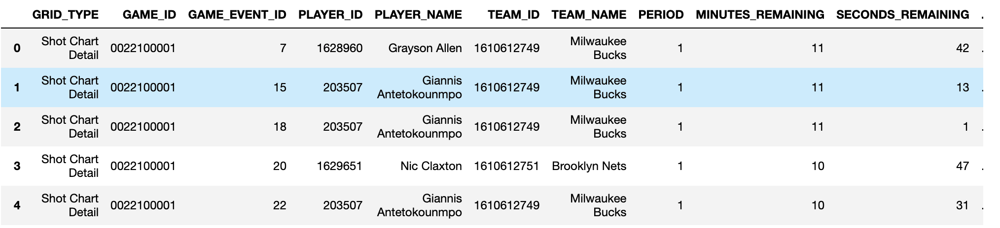 GRID_TYPE GAME_ID GAME_EVENT_ID PLAYER_ID PLAYER_NAME TEAM_ID TEAM_NAME PERIOD MINUTES_REMAINING SECONDS_REMAINING .
0 Shot Chart Detail 0022100001 7 1628960 Grayson Allen 1610612749 Milwaukee Bucks 1 11 42 .
1 Shot Chart Detail 0022100001 15 203507 Giannis Antetokounmpo 1610612749 Milwaukee Bucks 1 11 13 .
2 Shot Chart Detail 0022100001 18 203507 Giannis Antetokounmpo 1610612749 Milwaukee Bucks 1 11 1 .
3 Shot Chart Detail 0022100001 20 1629651 Nic Claxton 1610612751 Brooklyn Nets 1 10 47 .
4 Shot Chart Detail 0022100001 22 203507 Giannis Antetokounmpo 1610612749 Milwaukee Bucks 1 10 31 .